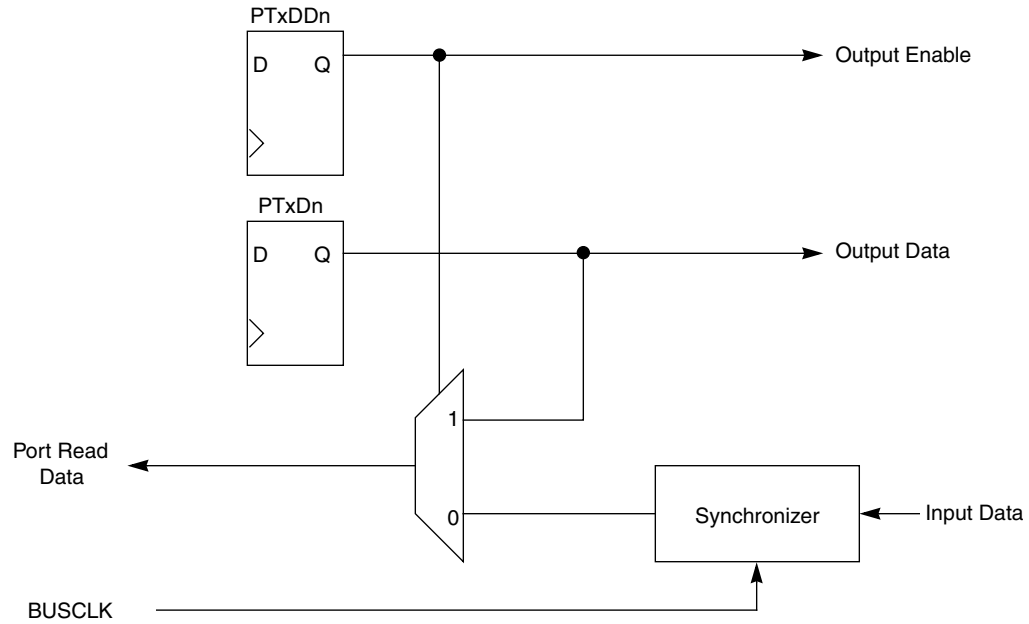 PTxDDn
D Q
Output Enable
PTxDn
D Q
Output Data
1
Port Read
Data
0
Synchronizer
Input Data
BUSCLK